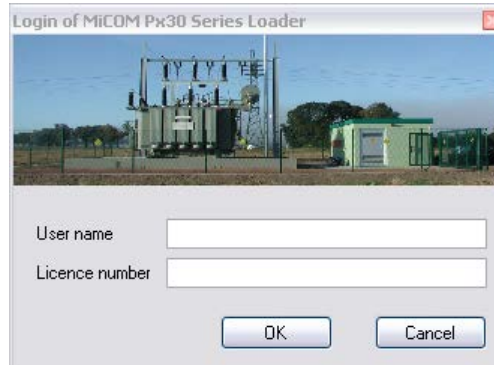 Login of MiCOM Px30 Series Loader
User name
Licence number
OK
Cancel